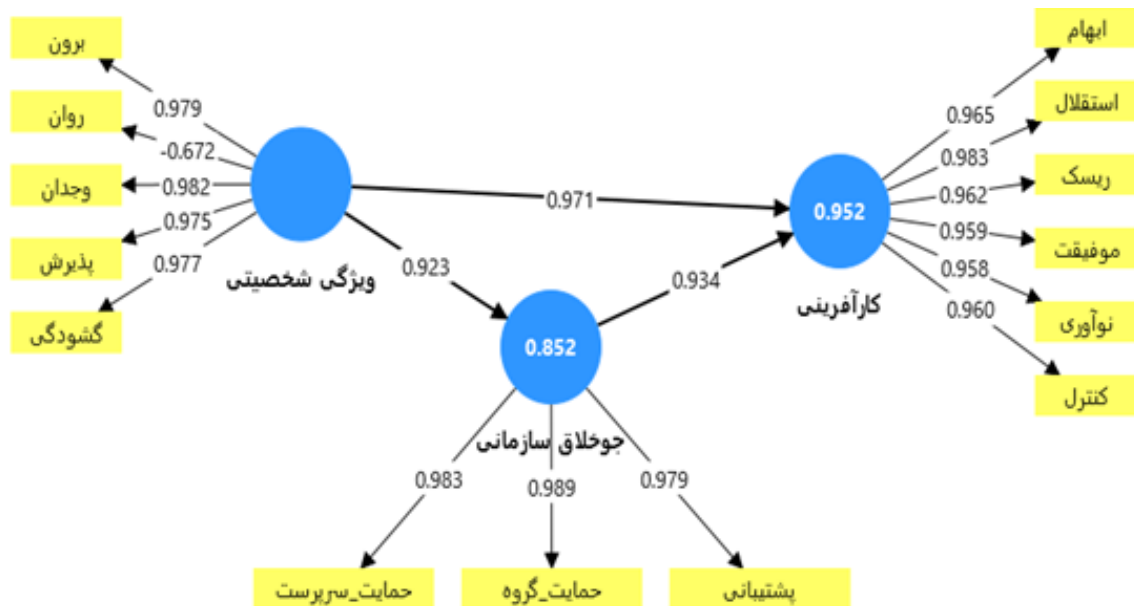 برون
روان
وجدان
پذیرش
گشودگی
0.979
-0.672
0.982
0.975
0.977
ویژگی شخصیتی
0.971
0.923
0.934
0.852
جوخلاق سازمانی
0.983
0.989
0.979
حمایت_سرپرست
حمایت_گروه
پشتیبانی
0.952
کارآفرینی
0.965
0.983
0.962
0.959
0.958
0.960
ابهام
استقلال
ریسک
موفیقت
نوآوری
کنترل